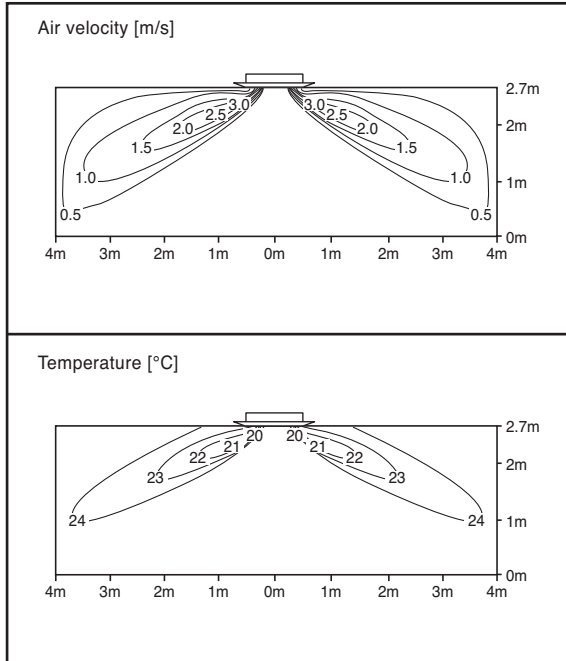 Air velocity [m/s]
3.0 3.0 2.7m
2.5 2.5
2.0 2.0 2m
1.5 1.5
1.0 1.0 1m
0.5 0.5
0m
4m 3m 2m 1m 0m 1m 2m 3m 4m
Temperature [°C]
2.7m
20 20
21 21
22 22 2m
23 23
24 24 1m
0m
4m 3m 2m 1m 0m 1m 2m 3m 4m